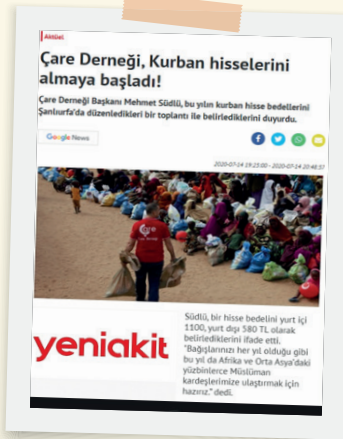 Aktüel
Çare Derneği, Kurban hisselerini
almaya başladı!
Çare Derneği Başkanı Mehmet Südlü, bu yılın kurban hisse bedellerini
Şanlıurfa'da düzenledikleri bir toplantı ile belirlediklerini duyurdu.
Google News
2020-07-14 19:25:00 - 2020-07-14 20:48:37
Çare
yeniakit
Südlü, bir hisse bedelini yurt içi
1100, yurt dışı 580 TL olarak
belirlediklerini ifade etti.
"Bağışlarınızı her yıl olduğu gibi
bu yıl da Afrika ve Orta Asya'daki
yüzbinlerce Müslüman
kardeşlerimize ulaştırmak için
hazırız." dedi.